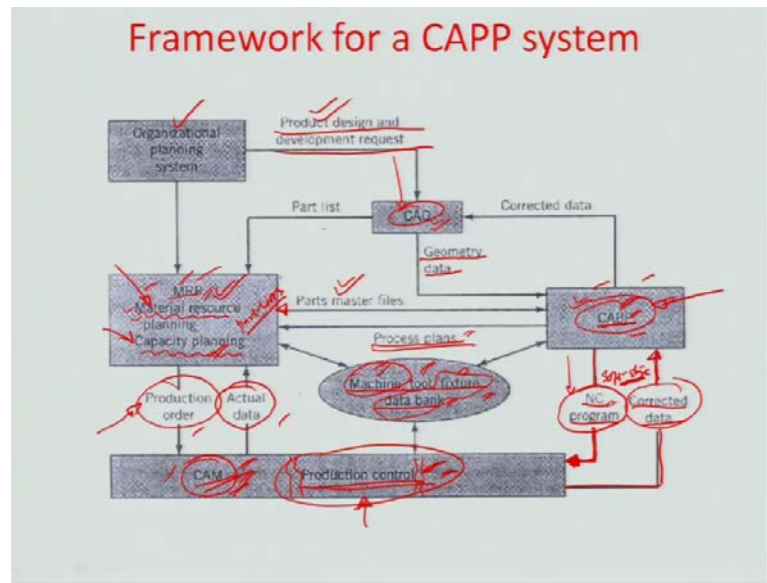 Framework for a CAPP system
Organizational
planning
system
Product design and
development request
Part list
CAD
Corrected data
Geometry
data
MRP
Material resource
planning
Capacity planning
Parts master files
CAPP
Process plans
Machine, tool, fixture
data bank
Production
order
Actual
data
NC
program
Corrected
data
CAM
Production control